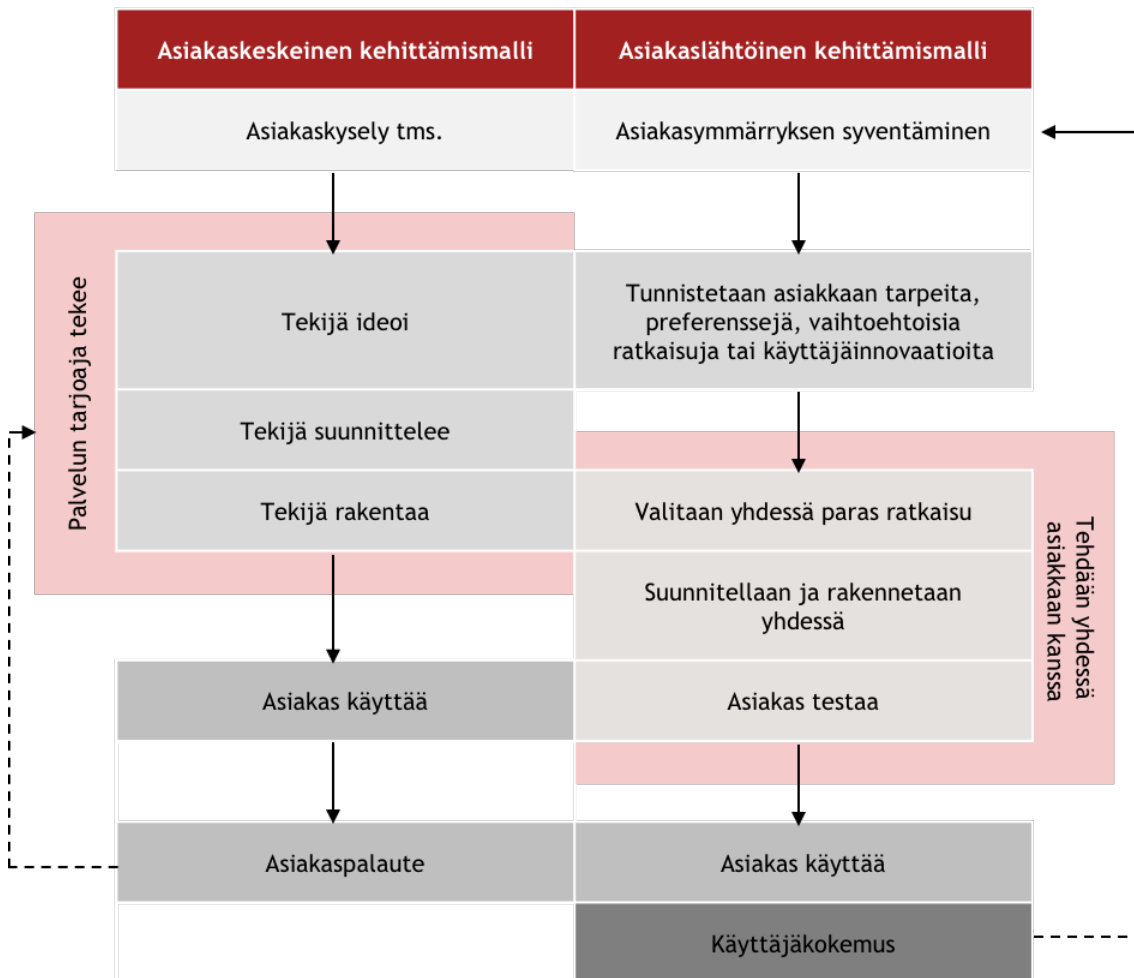 Asiakaskeskeinen kehittämismalli
Asiakaslähtöinen kehittämismalli
Asiakaskysely tms.
Asiakasymmärryksen syventäminen
Palvelun tarjoaja tekee
Tekijä ideoi
Tunnistetaan asiakkaan tarpeita,
preferenssejä, vaihtoehtoisia
ratkaisuja tai käyttäjäinnovaatioita
Tekijä suunnittelee
Tekijä rakentaa
Valitaan yhdessä paras ratkaisu
Suunnitellaan ja rakennetaan
yhdessä
Tehdään yhdessä
asiakkaan kanssa
Asiakas käyttää
Asiakas testaa
Asiakaspalaute
Asiakas käyttää
Käyttäjäkokemus